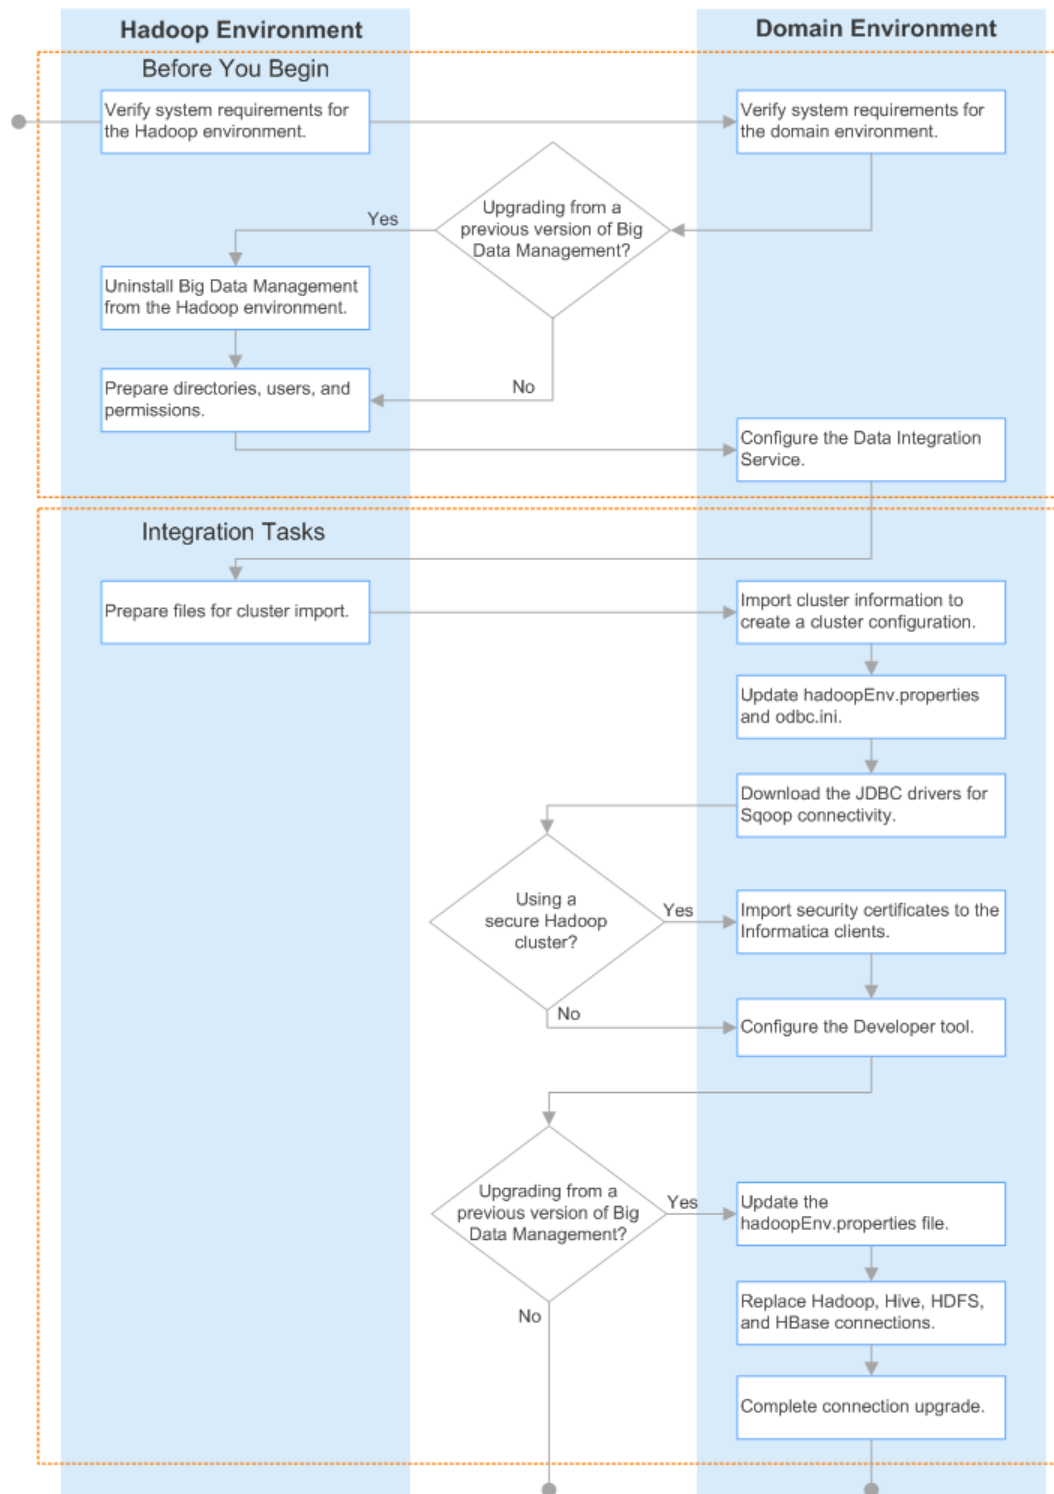 Hadoop Environment
Domain Environment
Before You Begin
Verify system requirements for
the Hadoop environment.
Verify system requirements for
the domain environment.
Upgrading from a
previous version of Big
Data Management?
Yes
Uninstall Big Data Management
from the Hadoop environment.
No
Prepare directories, users, and
permissions.
Configure the Data Integration
Service.
Integration Tasks
Prepare files for cluster import.
Import cluster information to
create a cluster configuration.
Update hadoopEnv.properties
and odbc.ini.
Download the JDBC drivers for
Sqoop connectivity.
Using a
secure Hadoop
cluster?
Yes
Import security certificates to the
Informatica clients.
No
Configure the Developer tool.
Upgrading from a
previous version of Big
Data Management?
Yes
Update the
hadoopEnv.properties file.
Replace Hadoop, Hive, HDFS,
and HBase connections.
No
Complete connection upgrade.